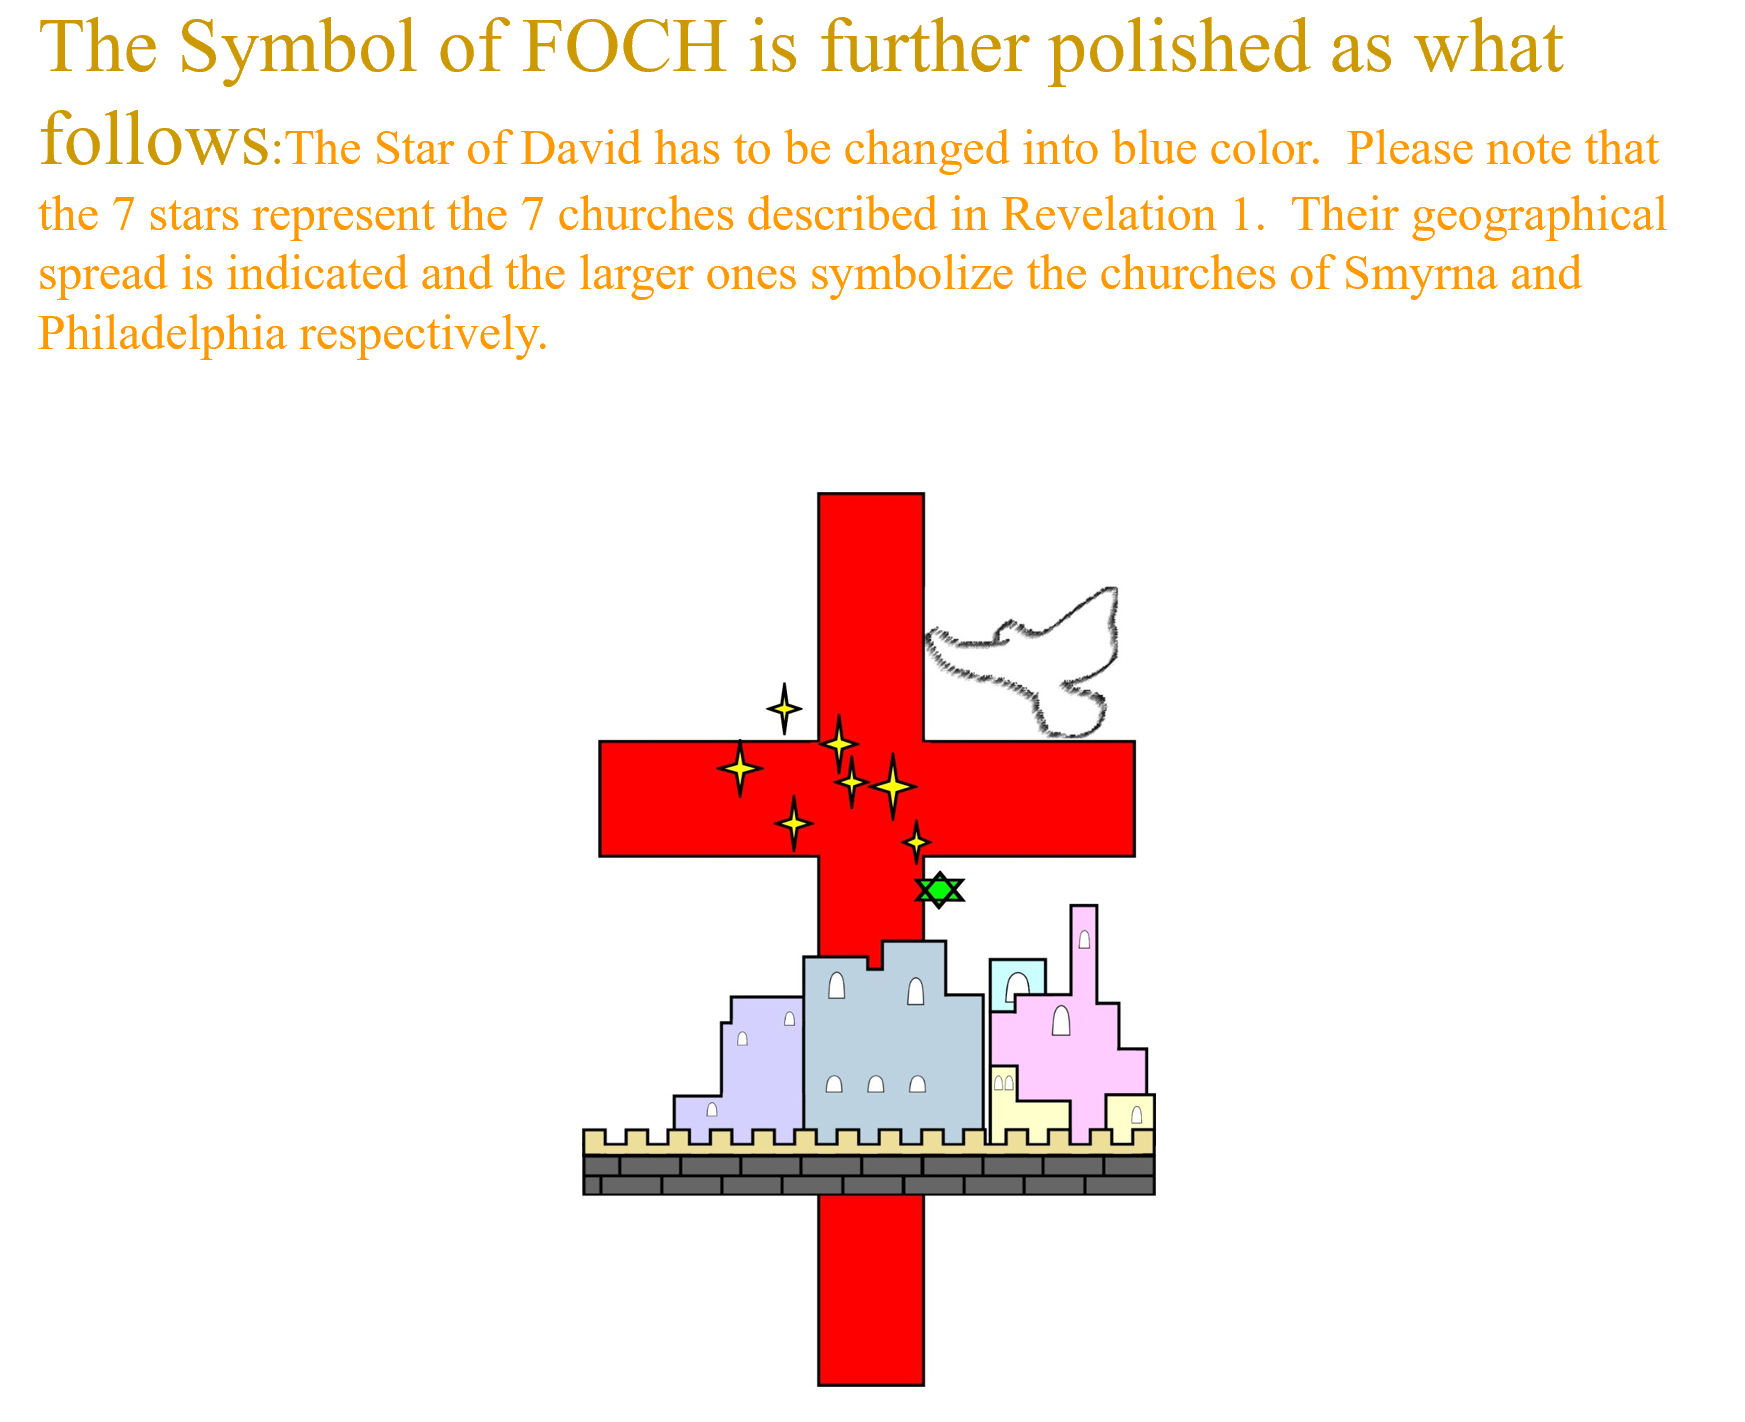 The Symbol of FOCH is further polished as what
follows:The Star of David has to be changed into blue color.  Please note that
the 7 stars represent the 7 churches described in Revelation 1.  Their geographical
spread is indicated and the larger ones symbolize the churches of Smyrna and
Philadelphia respectively.